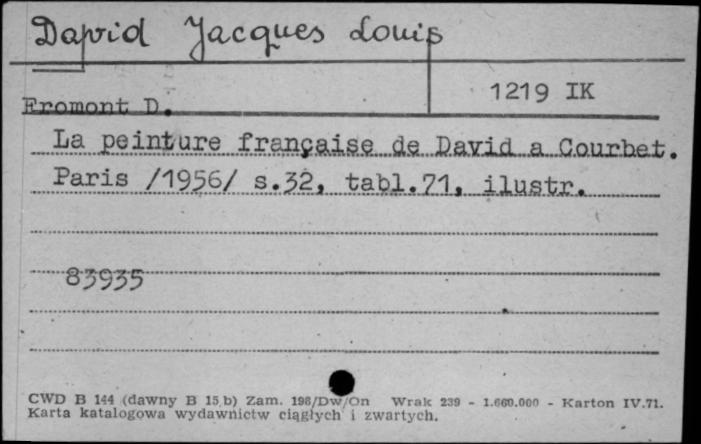 David Jacques Louis
1219 IK
Fromont D.
La peinture française de David a Courbet.
Paris /1956/ s.32, tabl.71, ilustr.
83935
CWD B 144 (dawny B 15 b) Zam. 198/Dw/On Wrak 239 - 1.660.000 - Karton IV.71.
Karta katalogowa wydawnictw ciągłych i zwartych.